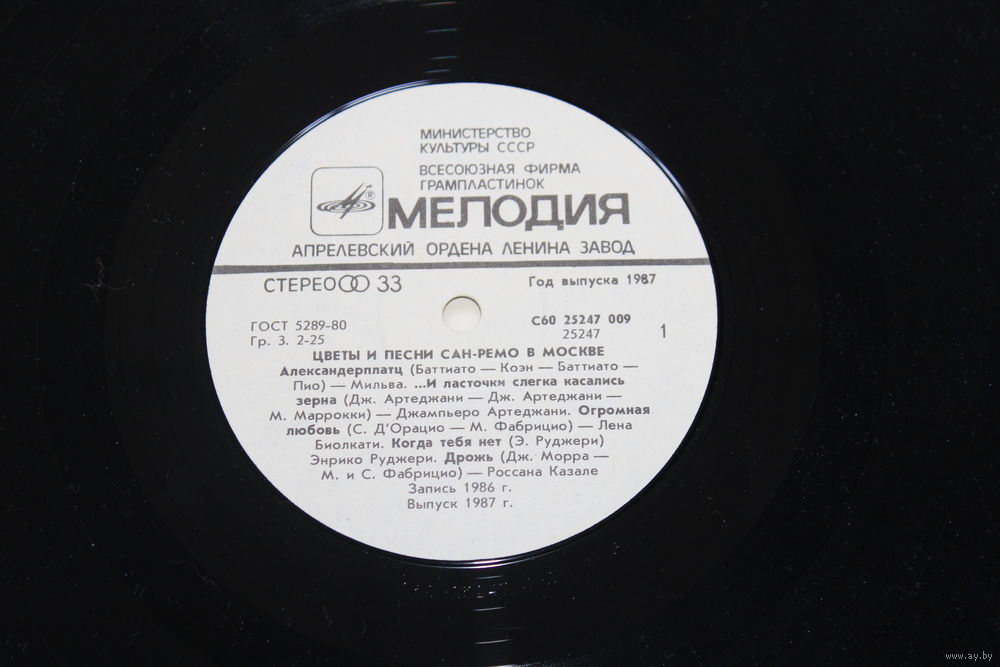 МИНИСТЕРСТВО
КУЛЬТУРЫ СССР
ВСЕСОЮЗНАЯ ФИРМА
ГРАМПЛАСТИНОК
®
МЕЛОДИЯ
АПРЕЛЕВСКИЙ ОРДЕНА ЛЕНИНА ЗАВОД
СТЕРЕО 33
Год выпуска 1987
ГОСТ 5289-80
Гр. 3. 2-25
С60 25247 009
25247
1
ЦВЕТЫ И ПЕСНИ САН-РЕМО В МОСКВЕ
Александерплатц (Баттиато — Коэн — Баттиато —
Пио) — Мильва. ...И ласточки слегка касались
зерна (Дж. Артеджани — Дж. Артеджани —
М. Маррокки) — Джампьеро Артеджани. Огромная
любовь (С. Д'Орацио — М. Фабрицио) — Лена
Биолкати. Когда тебя нет (Э. Руджери)
Энрико Руджери. Дрожь (Дж. Морра —
М. и С. Фабрицио) — Россана Казале
Запись 1986 г.
Выпуск 1987 г.
www.ay.by